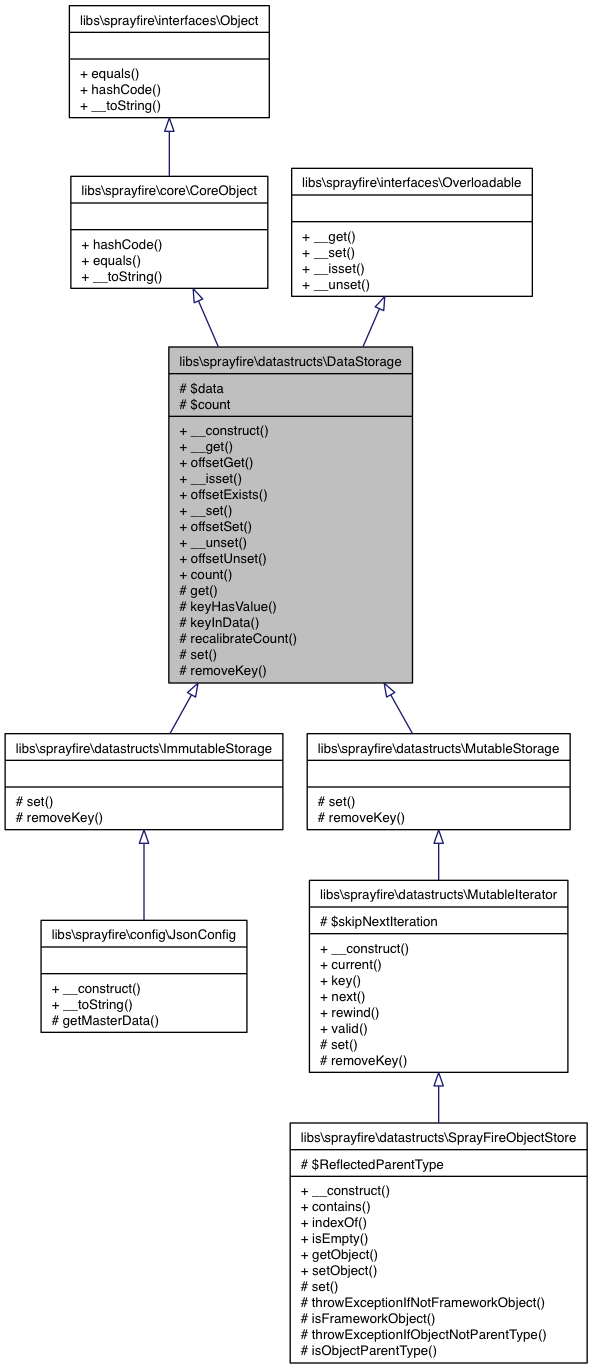 libs\sprayfire\interfaces\Object
+ equals()
+ hashCode()
+ __toString()
libs\sprayfire\core\CoreObject
+ hashCode()
+ equals()
+ __toString()
libs\sprayfire\interfaces\Overloadable
+ __get()
+ __set()
+ __isset()
+ __unset()
libs\sprayfire\datastructs\DataStorage
# $data
# $count
+ __construct()
+ __get()
+ offsetGet()
+ __isset()
+ offsetExists()
+ __set()
+ offsetSet()
+ __unset()
+ offsetUnset()
+ count()
# get()
# keyHasValue()
# keyInData()
# recalibrateCount()
# set()
# removeKey()
libs\sprayfire\datastructs\ImmutableStorage
# set()
# removeKey()
libs\sprayfire\datastructs\MutableStorage
# set()
# removeKey()
libs\sprayfire\config\JsonConfig
+ __construct()
+ __toString()
# getMasterData()
libs\sprayfire\datastructs\MutableIterator
# $skipNextIteration
+ __construct()
+ current()
+ key()
+ next()
+ rewind()
+ valid()
# set()
# removeKey()
libs\sprayfire\datastructs\SprayFireObjectStore
# $ReflectedParentType
+ __construct()
+ contains()
+ indexOf()
+ isEmpty()
+ getObject()
+ setObject()
# set()
# throwExceptionIfNotFrameworkObject()
# isFrameworkObject()
# throwExceptionIfObjectNotParentType()
# isObjectParentType()